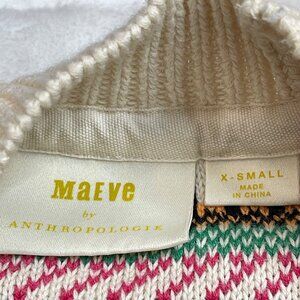 MAEVE
by
ANTHROPOLOGIE
X-SMALL
MADE
IN CHINA